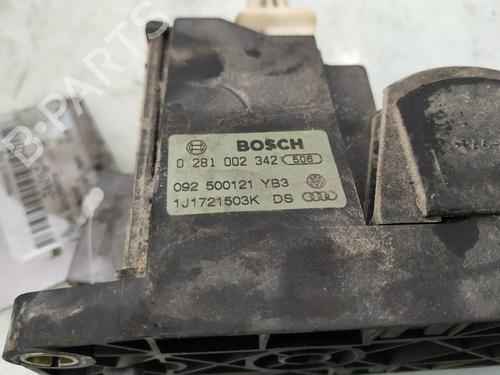 BOSCH
0 281 002 342 506
092 500121 YB3
1J1721503K DS
B-Parts